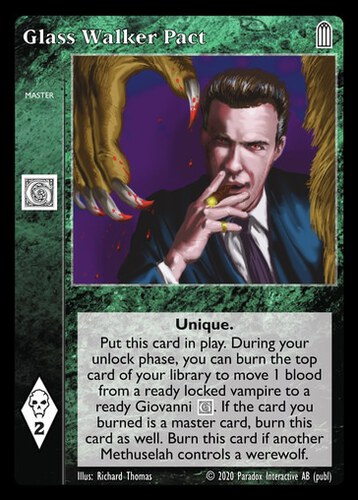 Glass Walker Pact
MASTER
Unique.
Put this card in play. During your
unlock phase, you can burn the top
card of your library to move 1 blood
from a ready locked vampire to a
ready Giovanni G. If the card you
burned is a master card, burn this
card as well. Burn this card if another
Methuselah controls a werewolf.
2
Illus: Richard Thomas
© 2020 Paradox Interactive AB (publ)